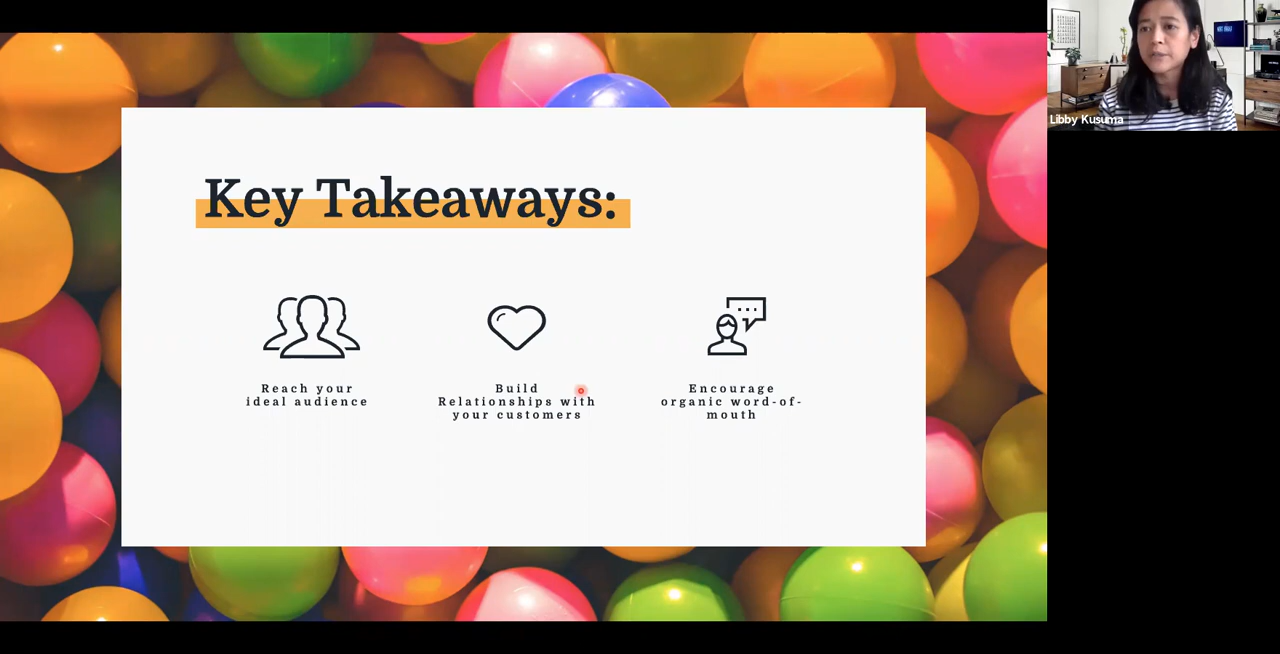 Key Takeaways:
Reach your
ideal audience
Build
Relationships with
your customers
Encourage
organic word-of-
mouth
Libby Kusuma